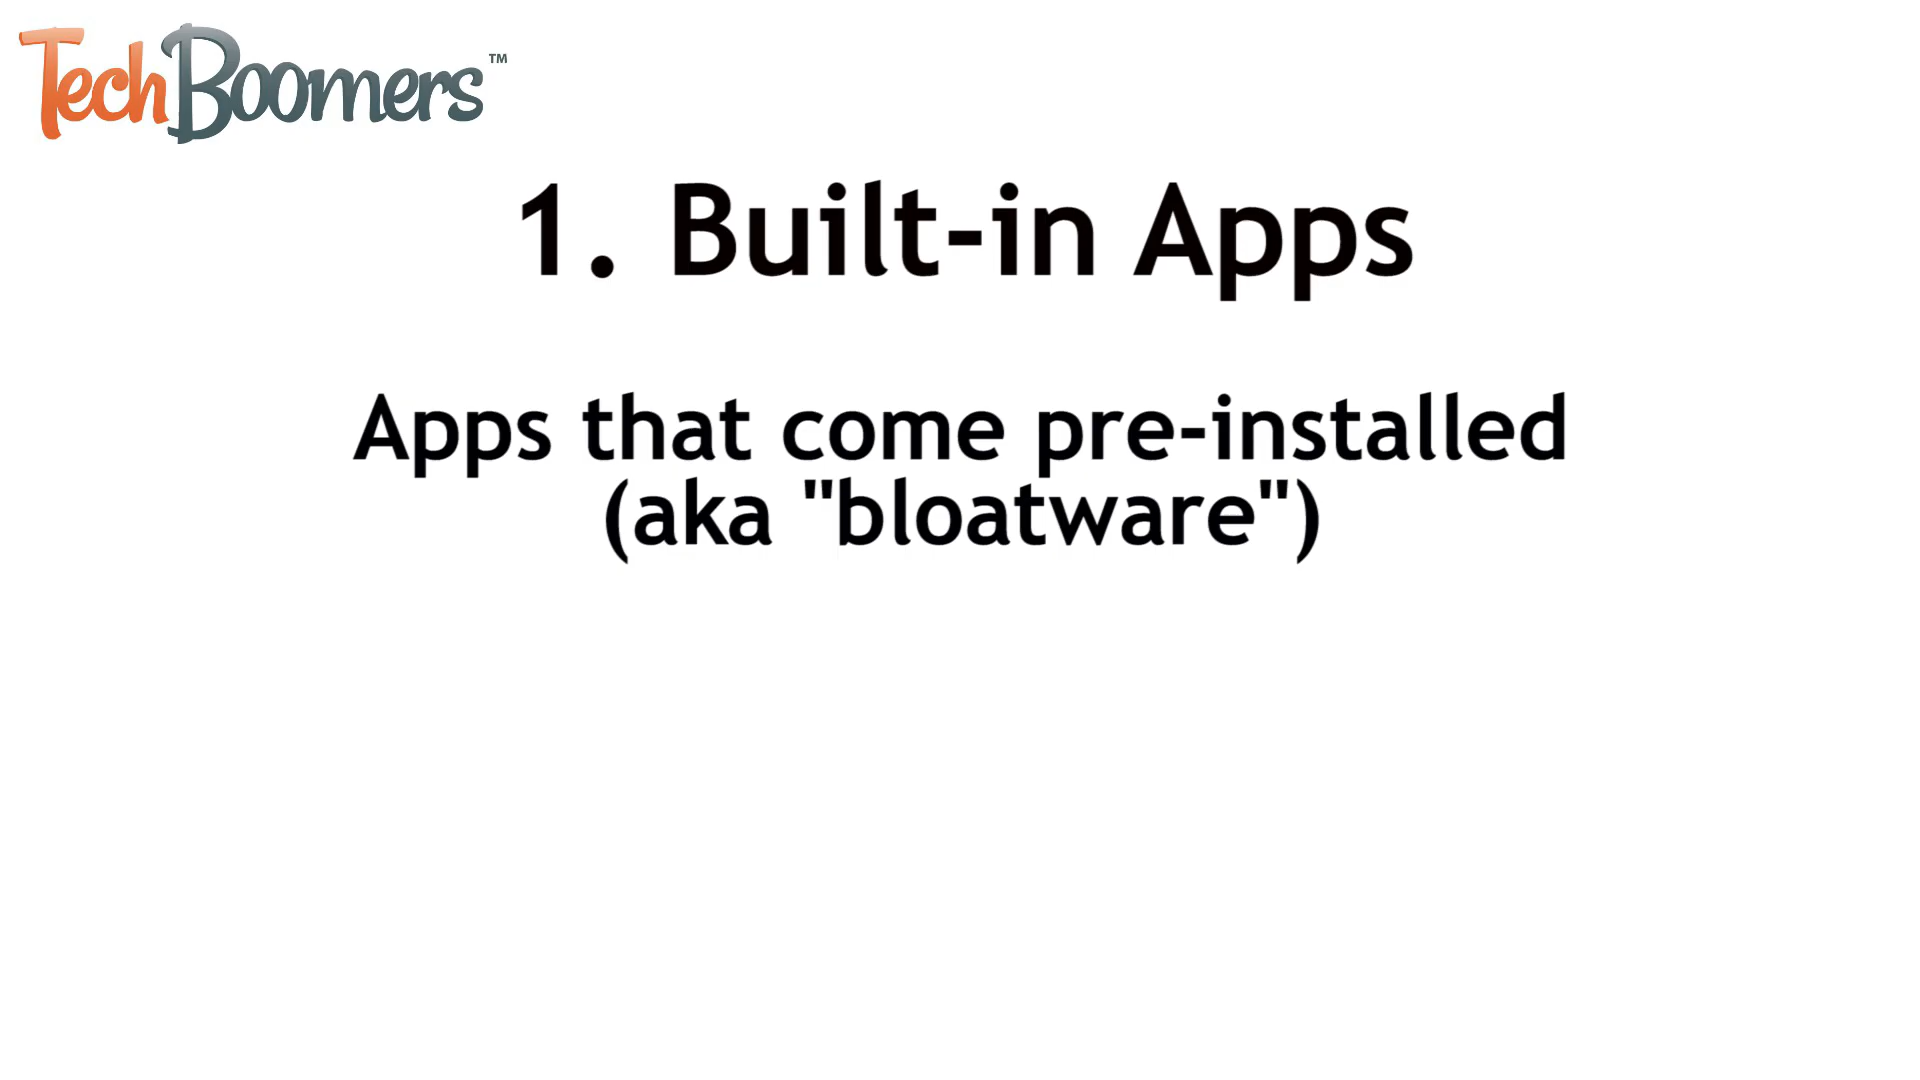 TechBoomers™
1. Built-in Apps
Apps that come pre-installed
(aka "bloatware")